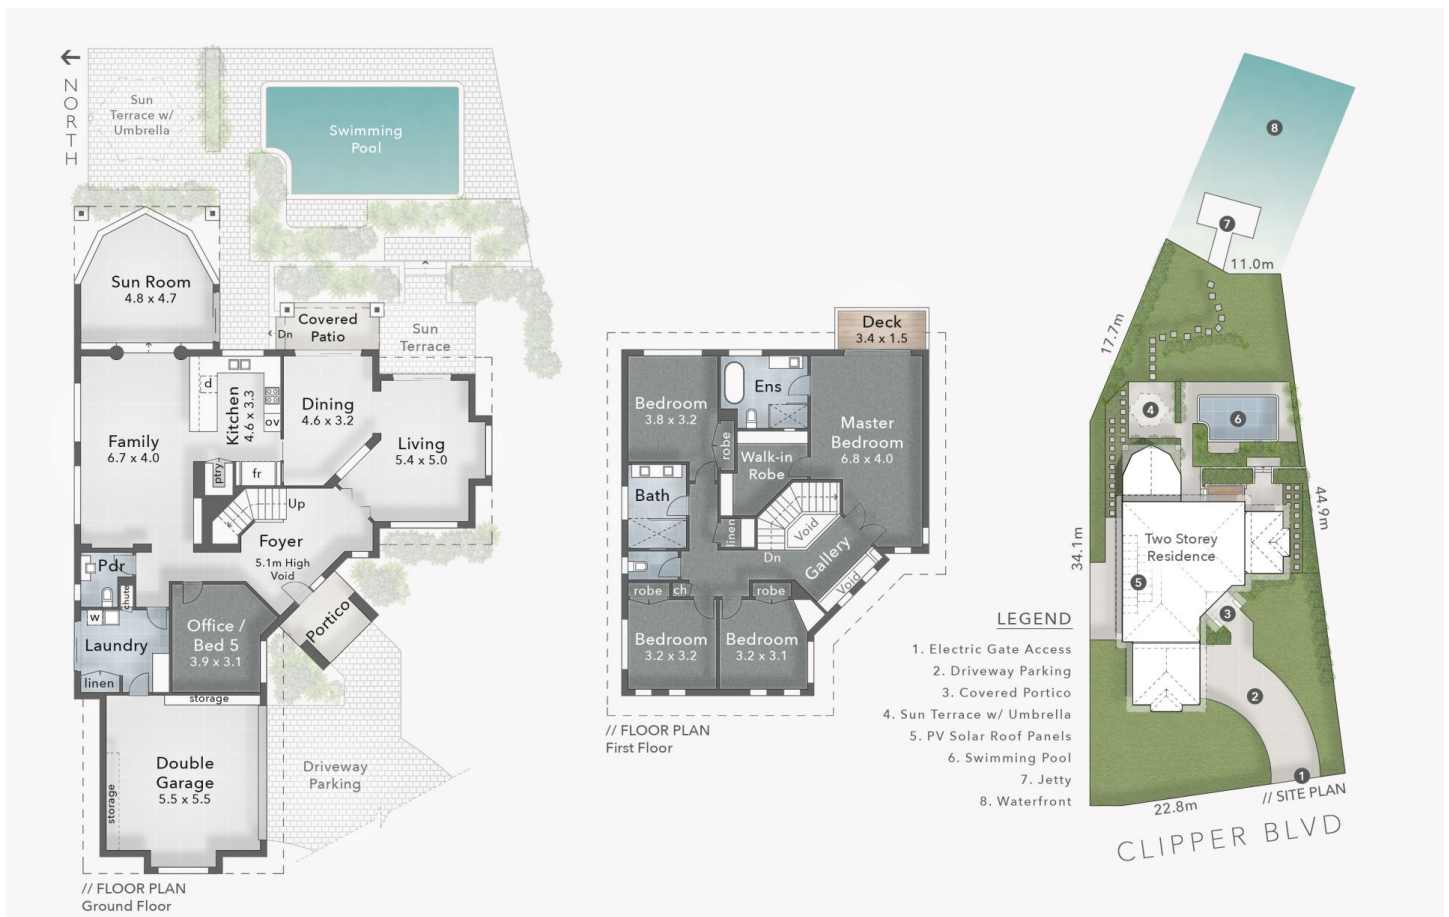 NORTH
Sun
Terrace w/
Umbrella
Swimming
Pool
Sun Room
4.8 x 4.7
Dn
Covered
Patio
Sun
Terrace
d
Kitchen
4.6 x 3.3
ov
Dining
4.6 x 3.2
Family
6.7 x 4.0
Living
5.4 x 5.0
ptry
fr
Up
Foyer
5.1m High
Void
Pdr
chute
w
Laundry
linen
Office /
Bed 5
3.9 x 3.1
Portico
storage
Double
Garage
5.5 x 5.5
storage
Driveway
Parking
// FLOOR PLAN
Ground Floor
Deck
3.4 x 1.5
Bedroom
3.8 x 3.2
Ens
robe
Walk-in
Robe
Master
Bedroom
6.8 x 4.0
Bath
linen
Void
Dn
Gallery
Void
robe
ch
robe
Bedroom
3.2 x 3.2
Bedroom
3.2 x 3.1
// FLOOR PLAN
First Floor
LEGEND
1. Electric Gate Access
2. Driveway Parking
3. Covered Portico
4. Sun Terrace w/ Umbrella
5. PV Solar Roof Panels
6. Swimming Pool
7. Jetty
8. Waterfront
8
7
11.0m
17.7m
4
6
44.9m
34.1m
Two Storey
Residence
5
3
2
1
22.8m
// SITE PLAN
CLIPPER BLVD